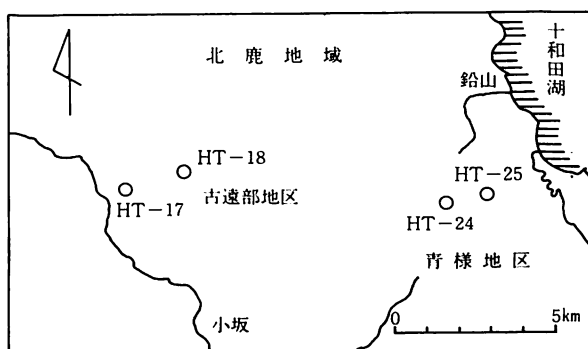 北鹿地域
十和田湖
鉛山
HT-18
HT-25
HT-17
古遠部地区
HT-24
青様地区
小坂
0
5km